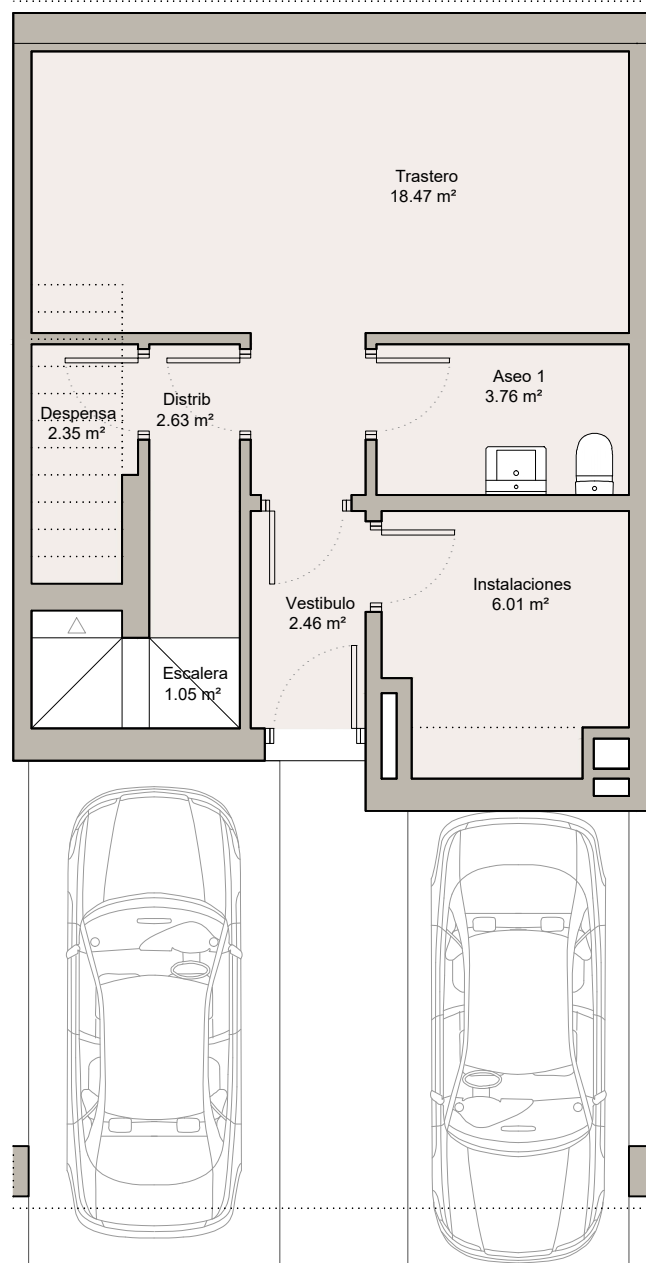 Trastero
18.47 m²
Aseo 1
3.76 m²
Distrib
2.63 m²
Despensa
2.35 m²
Instalaciones
6.01 m²
Vestibulo
2.46 m²
Escalera
1.05 m²